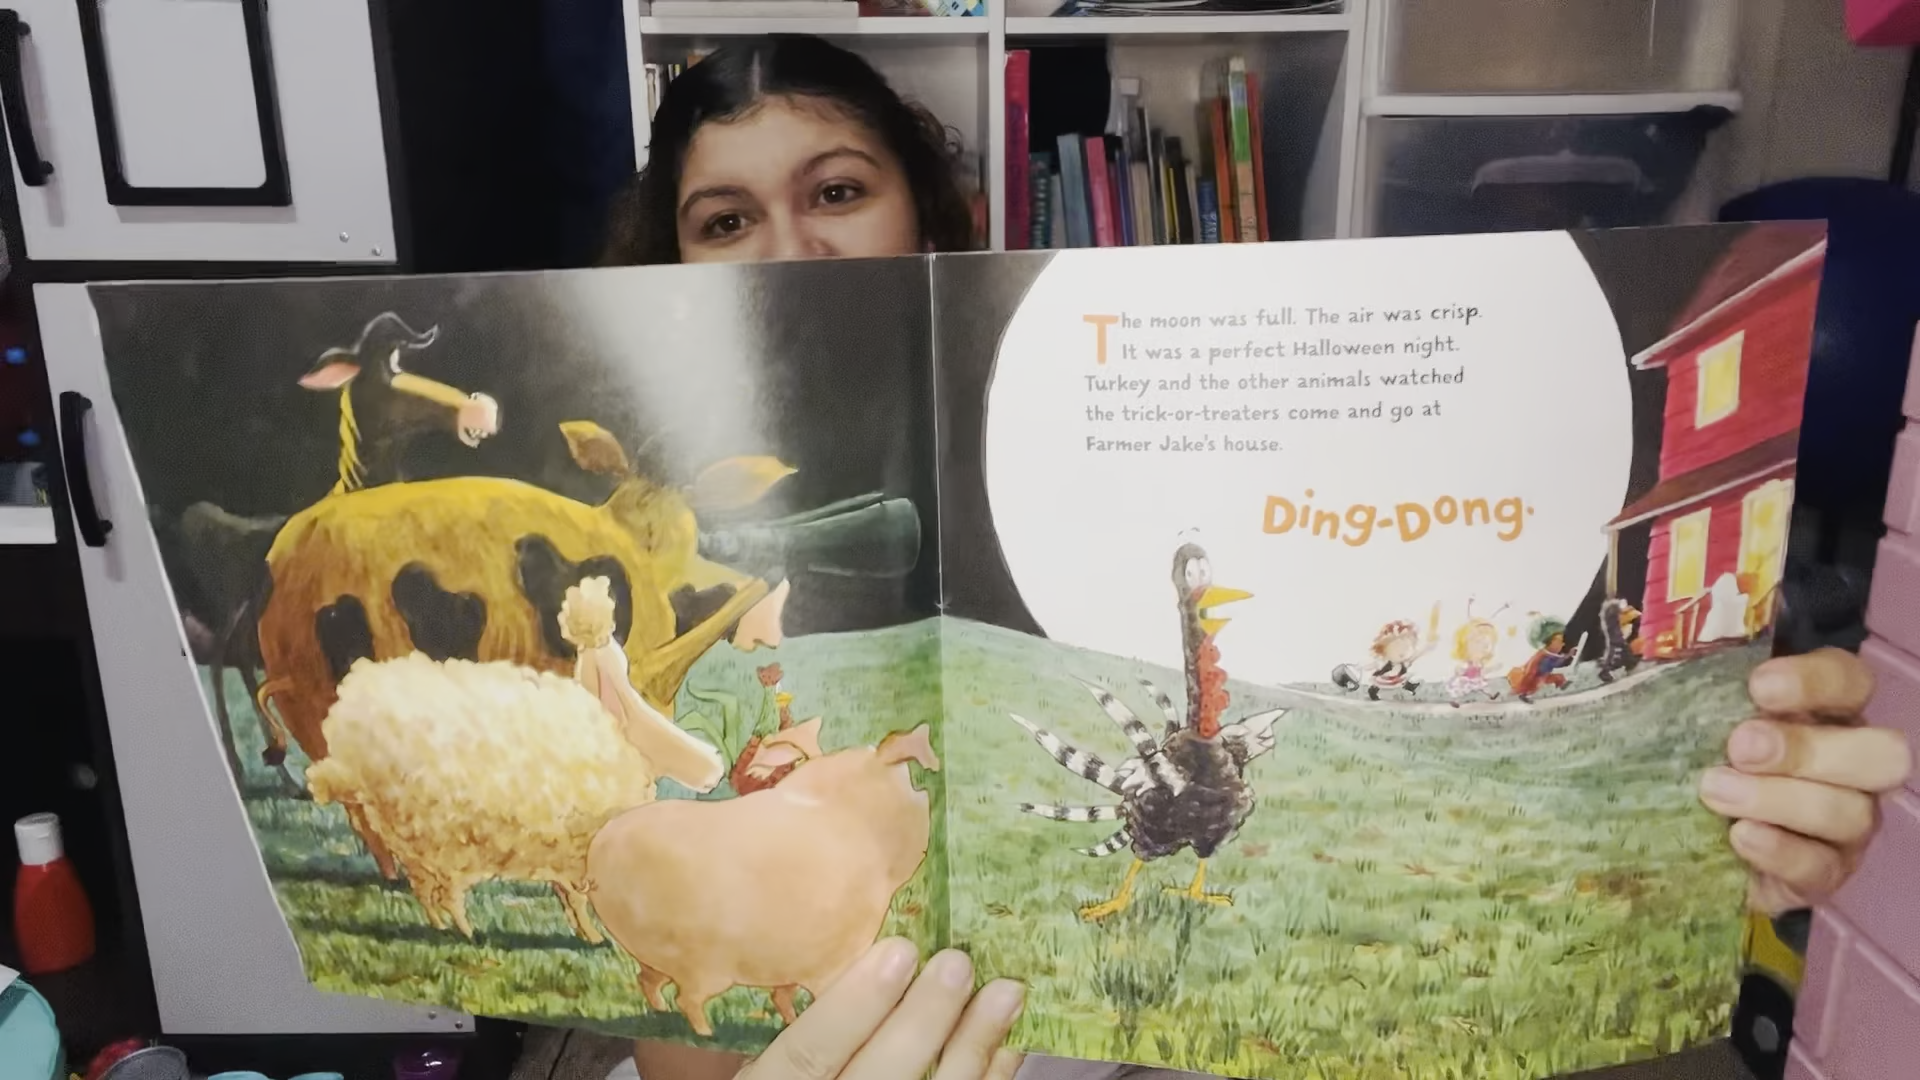 The moon was full. The air was crisp.
It was a perfect Halloween night.
Turkey and the other animals watched
the trick-or-treaters come and go at
Farmer Jake's house.
Ding-Dong.